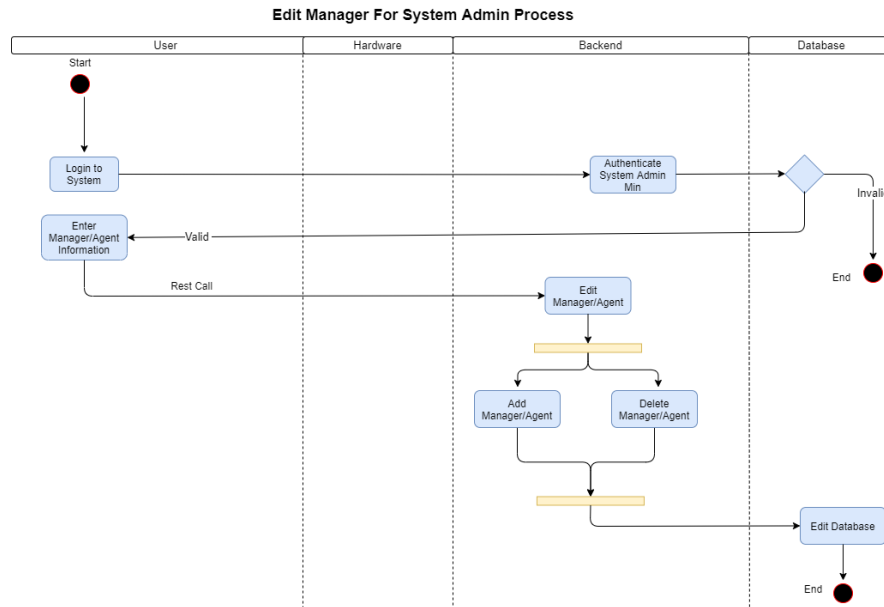 Edit Manager For System Admin Process
User
Hardware
Backend
Database
Start
Login to
System
Authenticate
System Admin
Min
Invalid
Enter
Manager/Agent
Information
Valid
End
Rest Call
Edit
Manager/Agent
Add
Manager/Agent
Delete
Manager/Agent
Edit Database
End